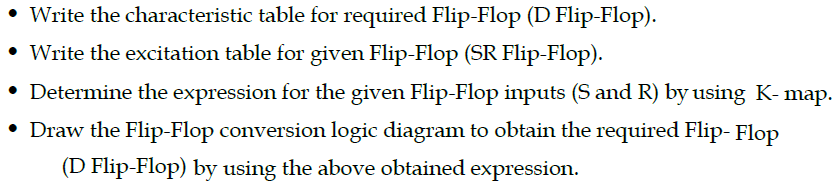 • Write the characteristic table for required Flip-Flop (D Flip-Flop).
• Write the excitation table for given Flip-Flop (SR Flip-Flop).
• Determine the expression for the given Flip-Flop inputs (S and R) by using K- map.
• Draw the Flip-Flop conversion logic diagram to obtain the required Flip- Flop
(D Flip-Flop) by using the above obtained expression.